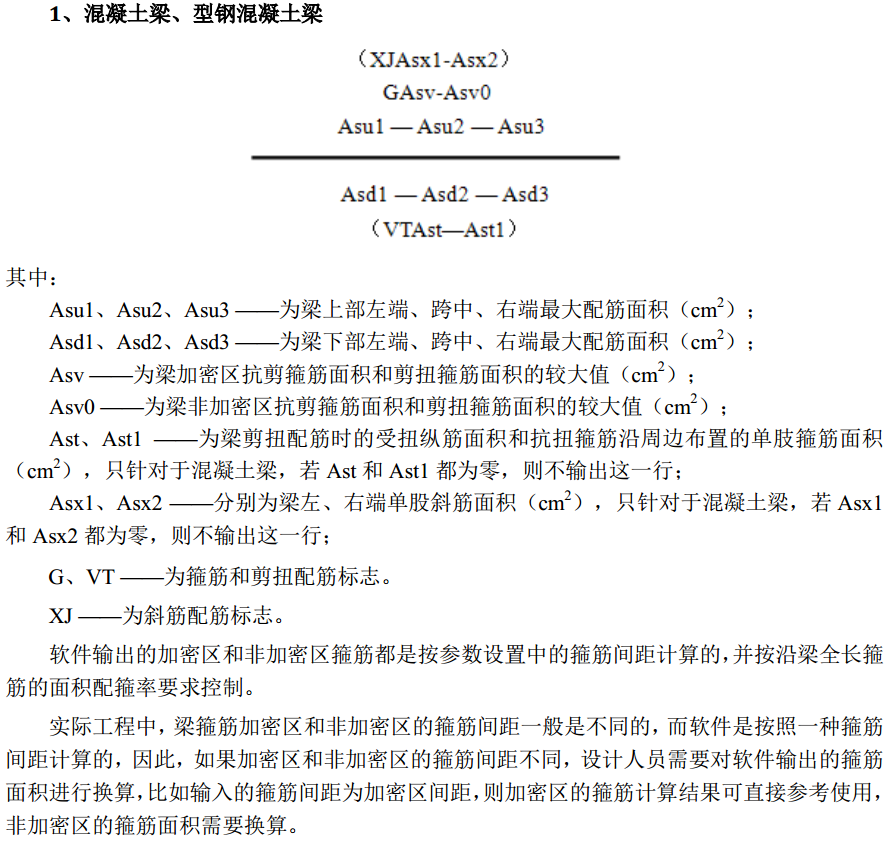 1、混凝土梁、型钢混凝土梁
（XJAsx1-Asx2）
GAsv-Asv0
Asu1 — Asu2 — Asu3
Asd1 — Asd2 — Asd3
（VTAst—Ast1）
其中：
Asu1、Asu2、Asu3 ——为梁上部左端、跨中、右端最大配筋面积（cm²）；
Asd1、Asd2、Asd3 ——为梁下部左端、跨中、右端最大配筋面积（cm²）；
Asv ——为梁加密区抗剪箍筋面积和剪扭箍筋面积的较大值（cm²）；
Asv0 ——为梁非加密区抗剪箍筋面积和剪扭箍筋面积的较大值（cm²）；
Ast、Ast1 ——为梁剪扭配筋时的受扭纵筋面积和抗扭箍筋沿周边布置的单肢箍筋面积
（cm²），只针对于混凝土梁，若 Ast 和 Ast1 都为零，则不输出这一行；
Asx1、Asx2 ——分别为梁左、右端单股斜筋面积（cm²），只针对于混凝土梁，若 Asx1
和 Asx2 都为零，则不输出这一行；
G、VT ——为箍筋和剪扭配筋标志。
XJ ——为斜筋配筋标志。
软件输出的加密区和非加密区箍筋都是按参数设置中的箍筋间距计算的，并按沿梁全长箍
筋的面积配箍率要求控制。
实际工程中，梁箍筋加密区和非加密区的箍筋间距一般是不同的，而软件是按照一种箍筋
间距计算的，因此，如果加密区和非加密区的箍筋间距不同，设计人员需要对软件输出的箍筋
面积进行换算，比如输入的箍筋间距为加密区间距，则加密区的箍筋计算结果可直接参考使用，
非加密区的箍筋面积需要换算。